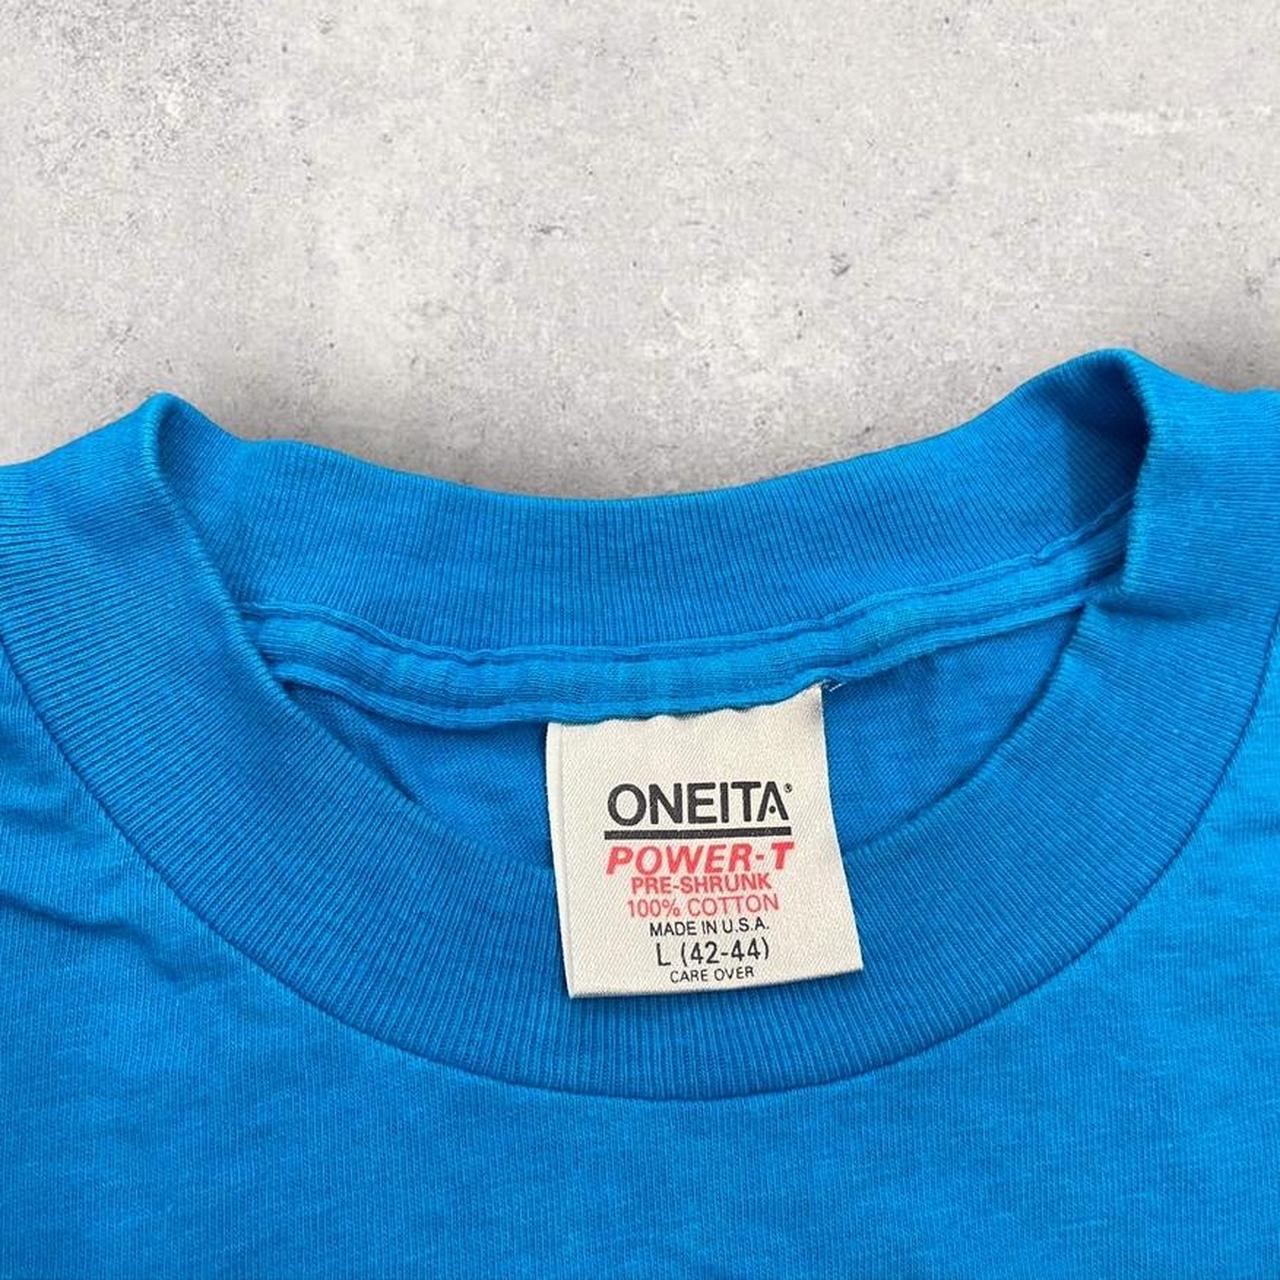 ONEITA®
POWER-T
PRE-SHRUNK
100% COTTON
MADE IN U.S.A.
L (42-44)
CARE OVER